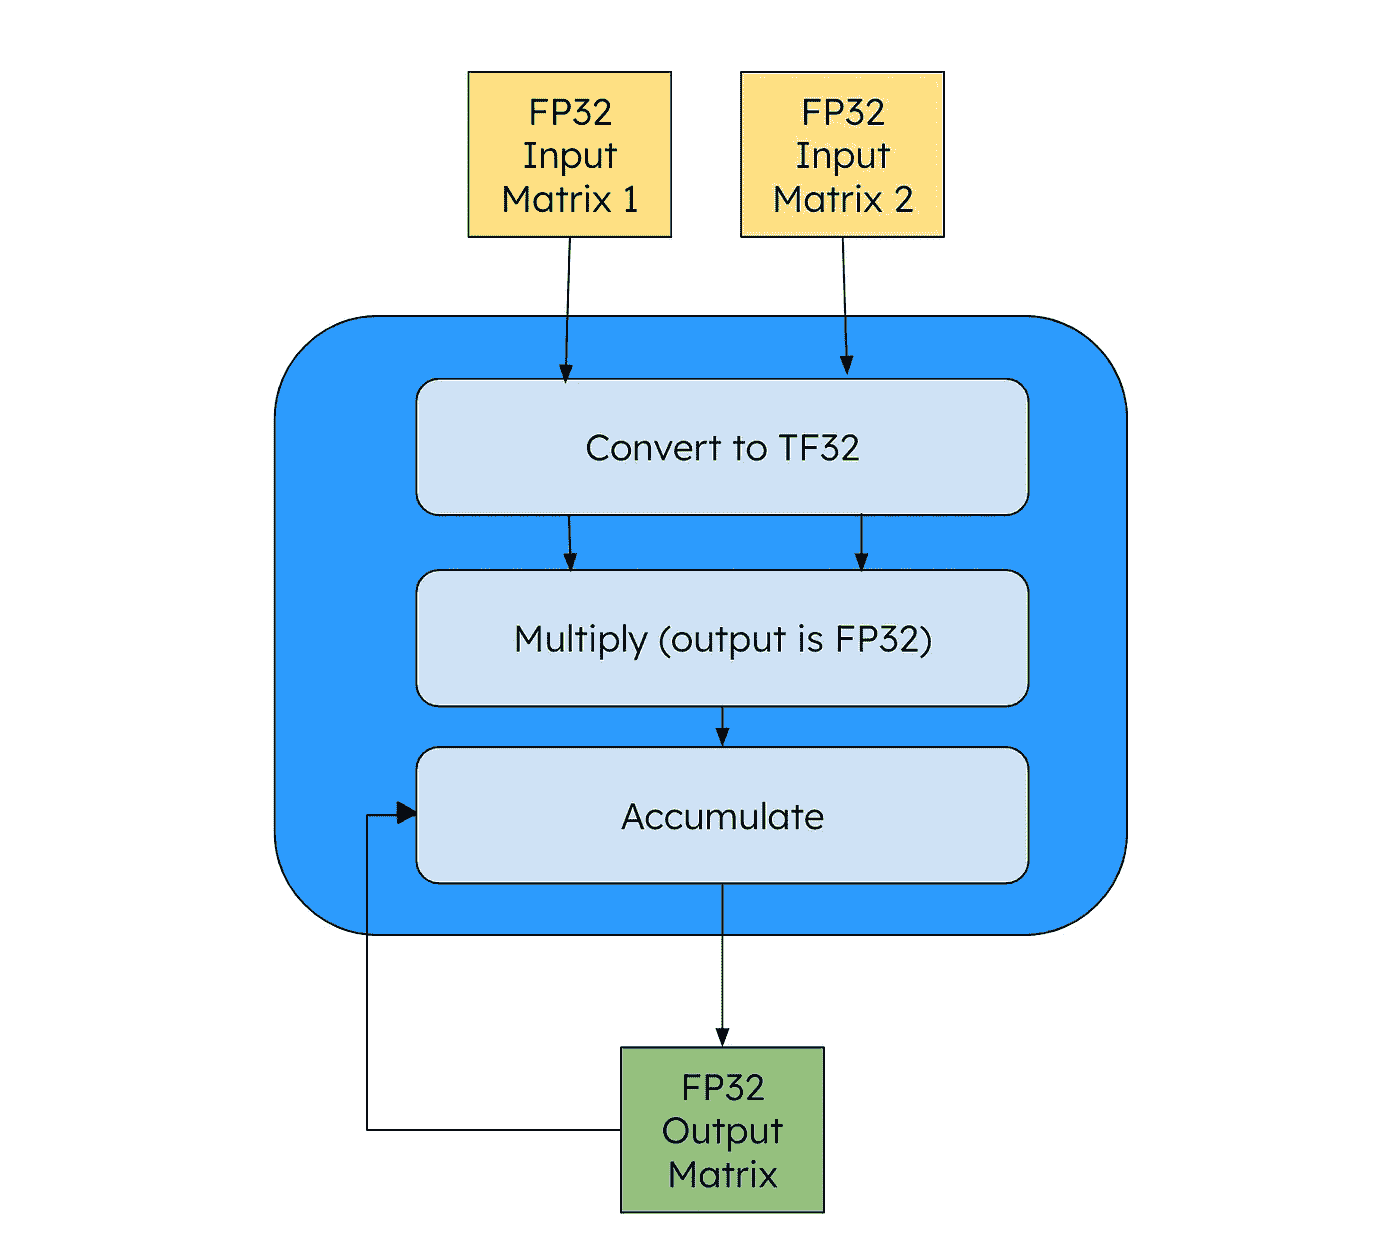 FP32
Input
Matrix 1
FP32
Input
Matrix 2
Convert to TF32
Multiply (output is FP32)
Accumulate
FP32
Output
Matrix